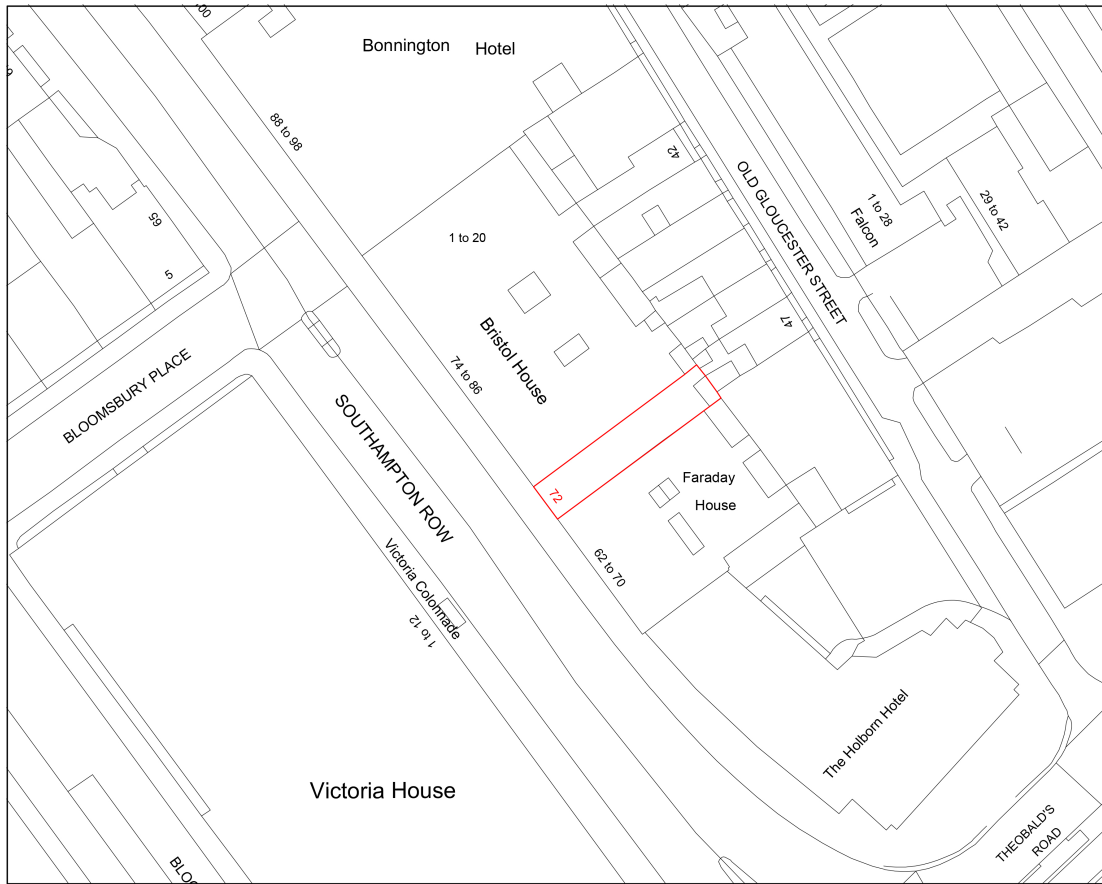 Bonnington Hotel
88 to 98
42
OLD GLOUCESTER STREET
1 to 28
Falcon
29 to 42
65
5
1 to 20
Bristol House
74 to 86
47
BLOOMSBURY PLACE
SOUTHAMPTON ROW
72
Faraday
House
62 to 70
Victoria Colonnade
1 to 12
The Holborn Hotel
Victoria House
THEOBALD'S
ROAD